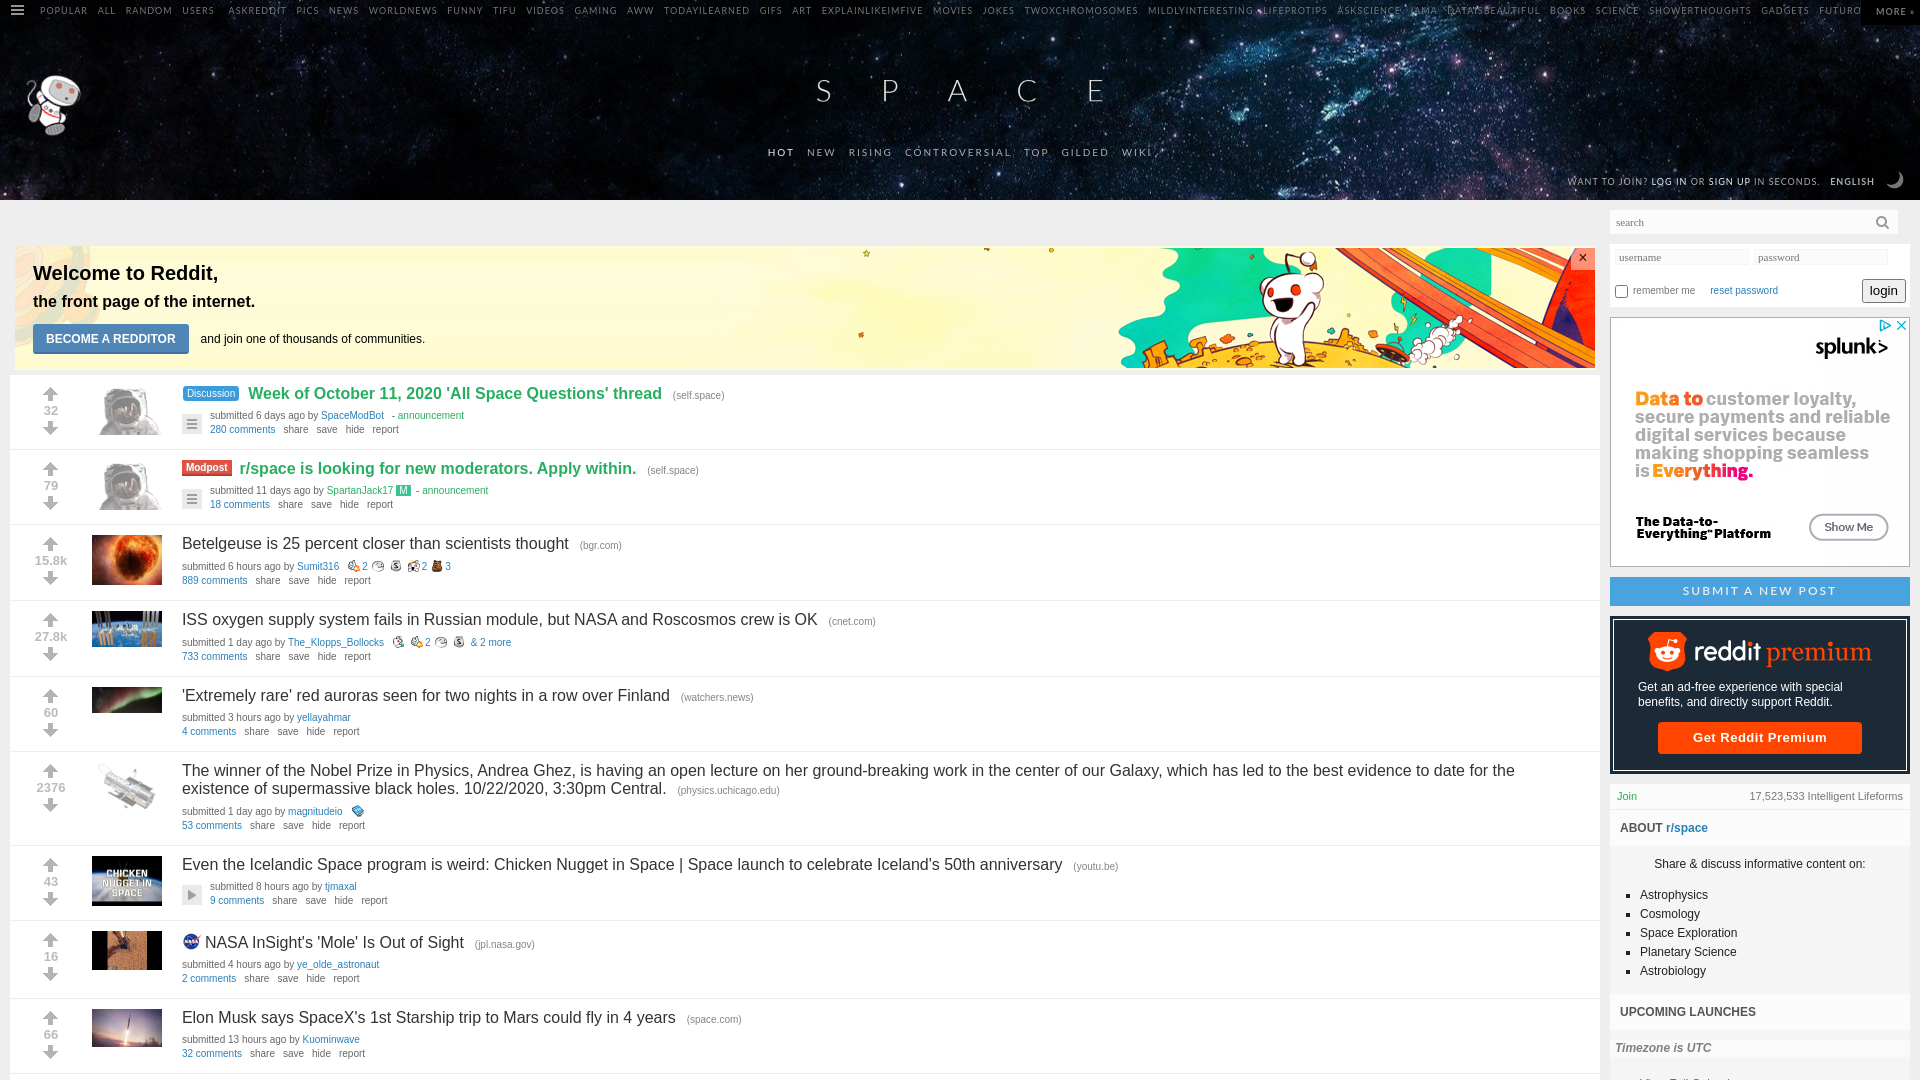 POPULAR ALL RANDOM USERS ASKREDDIT PICS NEWS WORLDNEWS FUNNY TIFU VIDEOS GAMING AWW TODAYILEARNED GIFS ART EXPLAINLIKEIMFIVE MOVIES JOKES TWOXCHROMOSOMES MILDLYINTERESTING LIFEPROTIPS ASKSCIENCE IAMA DATAISBEAUTIFUL BOOKS SCIENCE SHOWERTHOUGHTS GADGETS FUTURO MORE »
S P A C E
HOT NEW RISING CONTROVERSIAL TOP GILDED WIKI
WANT TO JOIN? LOG IN OR SIGN UP IN SECONDS. ENGLISH
search
Welcome to Reddit,
the front page of the internet.
BECOME A REDDITOR and join one of thousands of communities.
×
username password
remember me reset password login
32
Discussion Week of October 11, 2020 'All Space Questions' thread (self.space)
submitted 6 days ago by SpaceModBot - announcement
280 comments share save hide report
79
Modpost r/space is looking for new moderators. Apply within. (self.space)
submitted 11 days ago by SpartanJack17 M - announcement
18 comments share save hide report
15.8k
Betelgeuse is 25 percent closer than scientists thought (bgr.com)
submitted 6 hours ago by Sumit316 2 2 3
889 comments share save hide report
27.8k
ISS oxygen supply system fails in Russian module, but NASA and Roscosmos crew is OK (cnet.com)
submitted 1 day ago by The_Klopps_Bollocks 2 & 2 more
733 comments share save hide report
60
'Extremely rare' red auroras seen for two nights in a row over Finland (watchers.news)
submitted 3 hours ago by yellayahmar
4 comments share save hide report
2376
The winner of the Nobel Prize in Physics, Andrea Ghez, is having an open lecture on her ground-breaking work in the center of our Galaxy, which has led to the best evidence to date for the
existence of supermassive black holes. 10/22/2020, 3:30pm Central. (physics.uchicago.edu)
submitted 1 day ago by magnitudeio
53 comments share save hide report
43
CHICKEN
NUGGET IN
SPACE
Even the Icelandic Space program is weird: Chicken Nugget in Space | Space launch to celebrate Iceland's 50th anniversary (youtu.be)
submitted 8 hours ago by tjmaxal
9 comments share save hide report
16
NASA InSight's 'Mole' Is Out of Sight (jpl.nasa.gov)
submitted 4 hours ago by ye_olde_astronaut
2 comments share save hide report
66
Elon Musk says SpaceX's 1st Starship trip to Mars could fly in 4 years (space.com)
submitted 13 hours ago by Kuominwave
32 comments share save hide report
splunk>
Data to customer loyalty,
secure payments and reliable
digital services because
making shopping seamless
is Everything.
The Data-to-
Everything™ Platform
Show Me
SUBMIT A NEW POST
reddit premium
Get an ad-free experience with special
benefits, and directly support Reddit.
Get Reddit Premium
Join 17,523,533 Intelligent Lifeforms
ABOUT r/space
Share & discuss informative content on:
Astrophysics
Cosmology
Space Exploration
Planetary Science
Astrobiology
UPCOMING LAUNCHES
Timezone is UTC